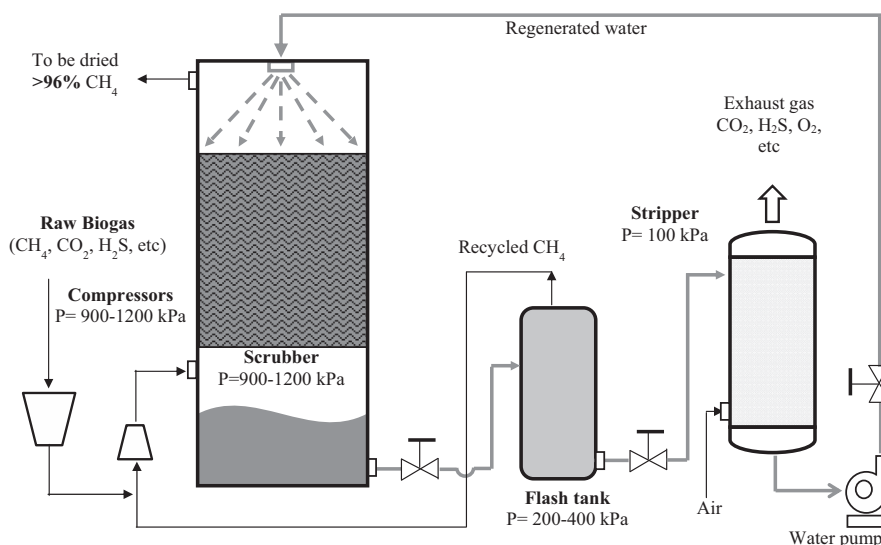 Regenerated water
To be dried
>96% CH₄
Exhaust gas
CO₂, H₂S, O₂,
etc
Raw Biogas
(CH₄, CO₂, H₂S, etc)
Stripper
P= 100 kPa
Recycled CH₄
Compressors
P= 900-1200 kPa
Scrubber
P=900-1200 kPa
Flash tank
P= 200-400 kPa
Air
Water pump